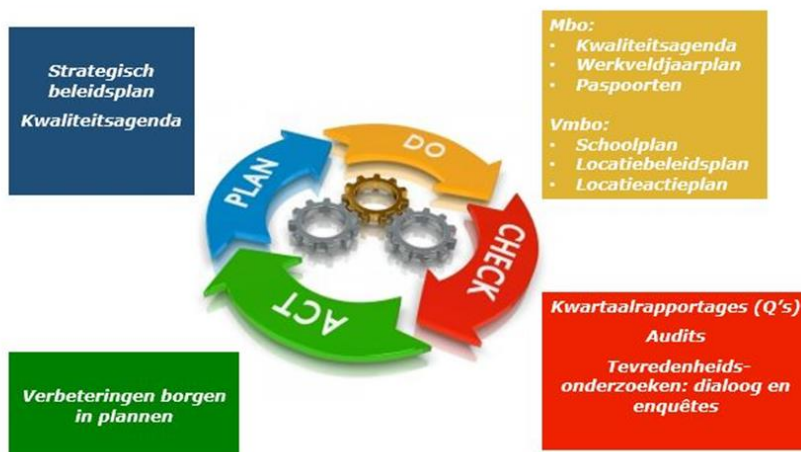 Strategisch
beleidsplan
Kwaliteitsagenda
Mbo:
• Kwaliteitsagenda
• Werkveldjaarplan
• Paspoorten
Vmbo:
• Schoolplan
• Locatiebeleidsplan
• Locatieactieplan
PLAN
DO
CHECK
ACT
Verbeteringen borgen
in plannen
Kwartaalrapportages (Q's)
Audits
Tevredenheids-
onderzoeken: dialoog en
enquêtes